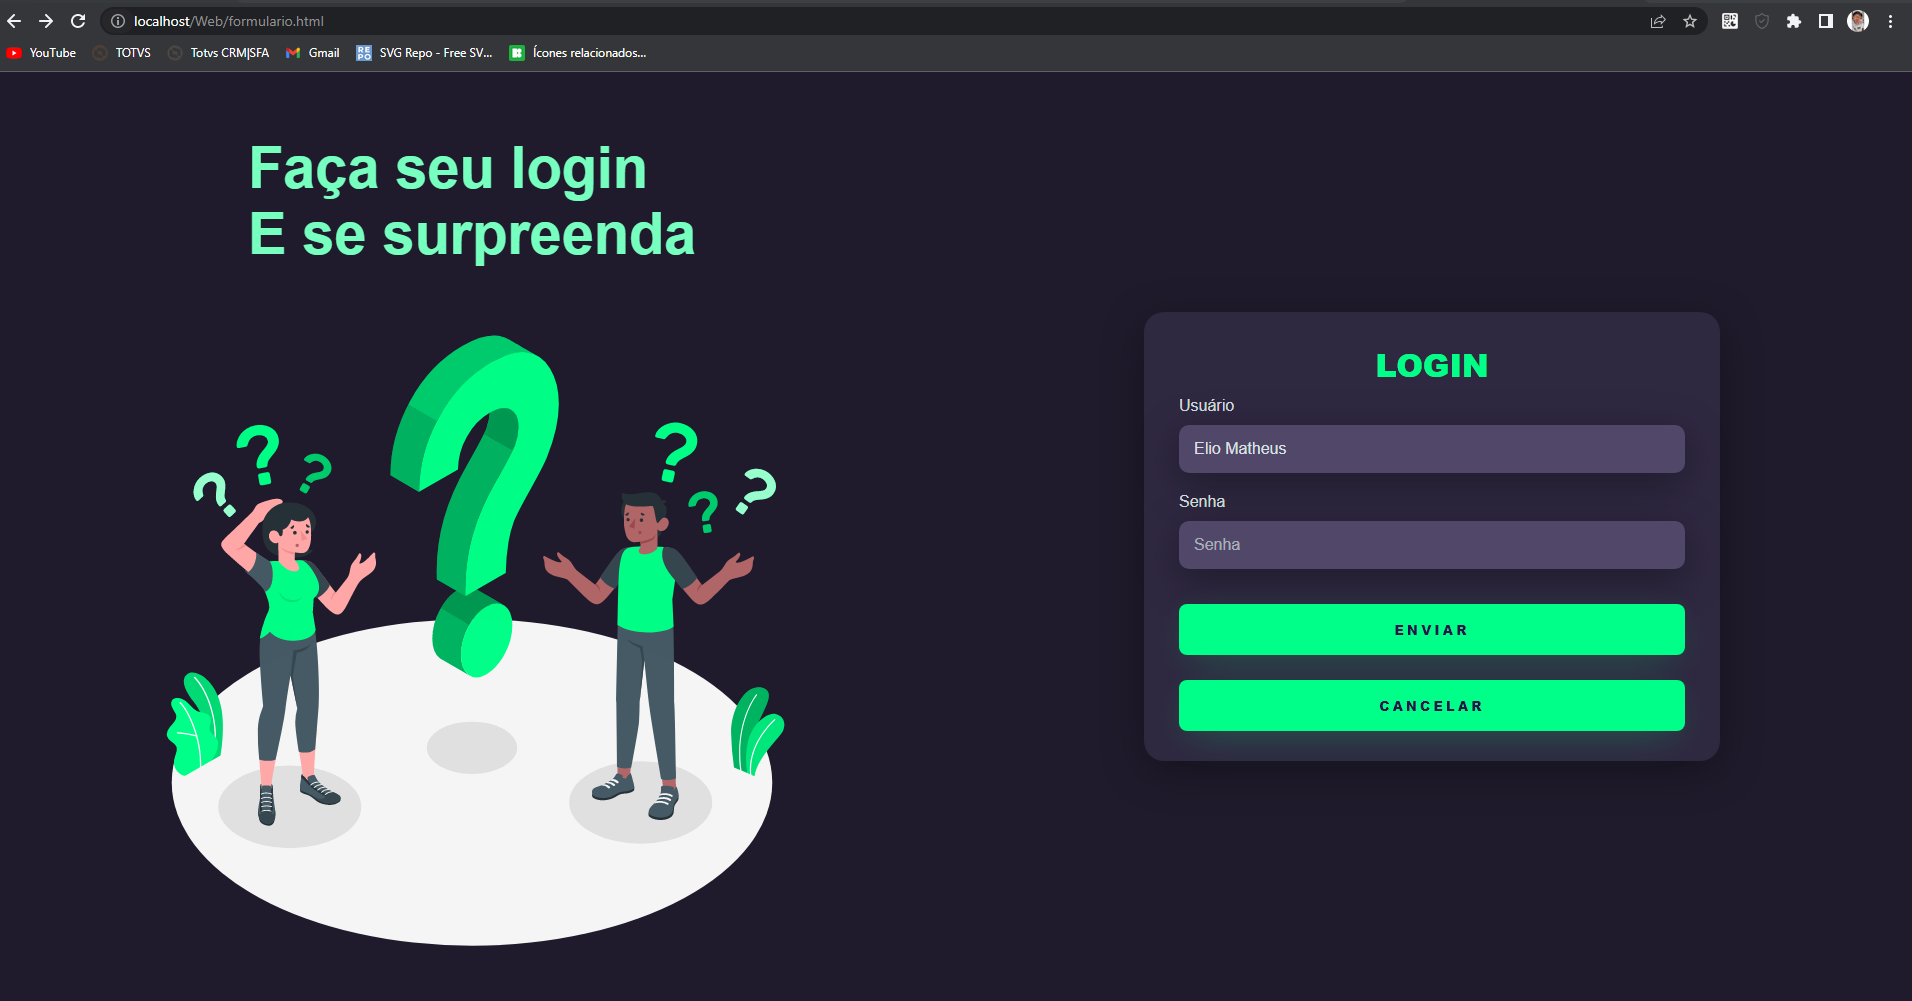 localhost/Web/formulario.html
YouTube TOTVS Totvs CRM|SFA Gmail SVG Repo - Free SV... Ícones relacionados...
Faça seu login
E se surpreenda
LOGIN
Usuário
Elio Matheus
Senha
Senha
ENVIAR
CANCELAR